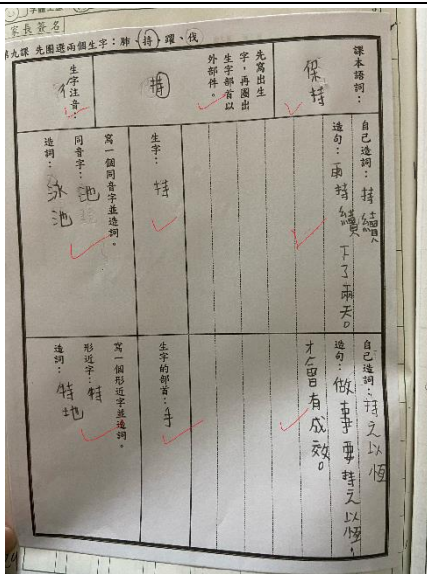 家長簽名
第九課 先圈選兩個生字：肺、持、躍、伐
課本語詞：
保持
先寫出生字，再圈出生字部首以外部件。
持
生字注音：
ㄔˊ
自己造詞：持續
造句：雨持續下了兩天。
生字：持
寫一個同音字並造詞。
同音字：池
造詞：泳池
自己造詞：持之以恆
造句：做事要持之以恆，
才會有成效。
生字的部首：手
寫一個形近字並造詞。
形近字：特
造詞：特地